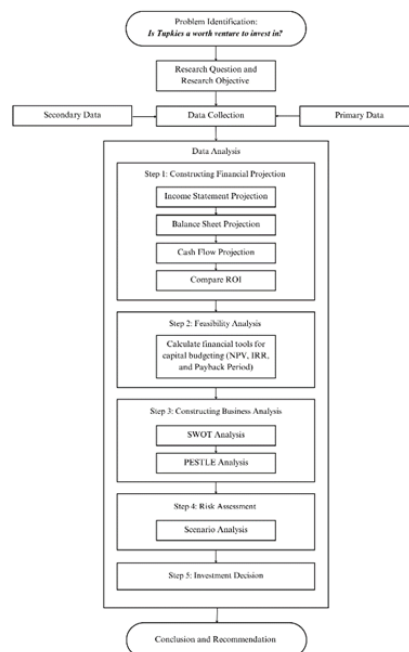 Problem Identification:
Is Tupkies a worth venture to invest in?
Research Question and
Research Objective
Secondary Data
Data Collection
Primary Data
Data Analysis
Step 1: Constructing Financial Projection
Income Statement Projection
Balance Sheet Projection
Cash Flow Projection
Compare ROI
Step 2: Feasibility Analysis
Calculate financial tools for
capital budgeting (NPV, IRR,
and Payback Period)
Step 3: Constructing Business Analysis
SWOT Analysis
PESTLE Analysis
Step 4: Risk Assessment
Scenario Analysis
Step 5: Investment Decision
Conclusion and Recommendation